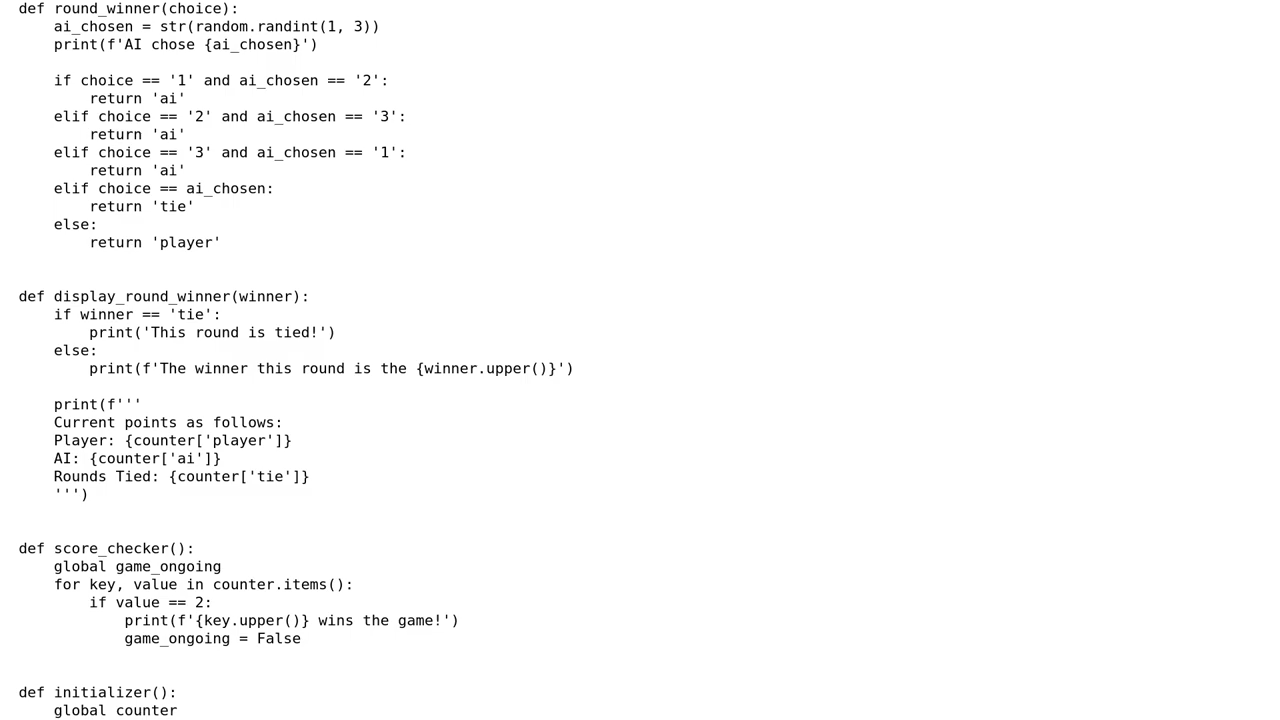 def round_winner(choice):
    ai_chosen = str(random.randint(1, 3))
    print(f'AI chose {ai_chosen}')

    if choice == '1' and ai_chosen == '2':
        return 'ai'
    elif choice == '2' and ai_chosen == '3':
        return 'ai'
    elif choice == '3' and ai_chosen == '1':
        return 'ai'
    elif choice == ai_chosen:
        return 'tie'
    else:
        return 'player'


def display_round_winner(winner):
    if winner == 'tie':
        print('This round is tied!')
    else:
        print(f'The winner this round is the {winner.upper()}')

    print(f'''
    Current points as follows:
    Player: {counter['player']}
    AI: {counter['ai']}
    Rounds Tied: {counter['tie']}
    ''')


def score_checker():
    global game_ongoing
    for key, value in counter.items():
        if value == 2:
            print(f'{key.upper()} wins the game!')
            game_ongoing = False


def initializer():
    global counter